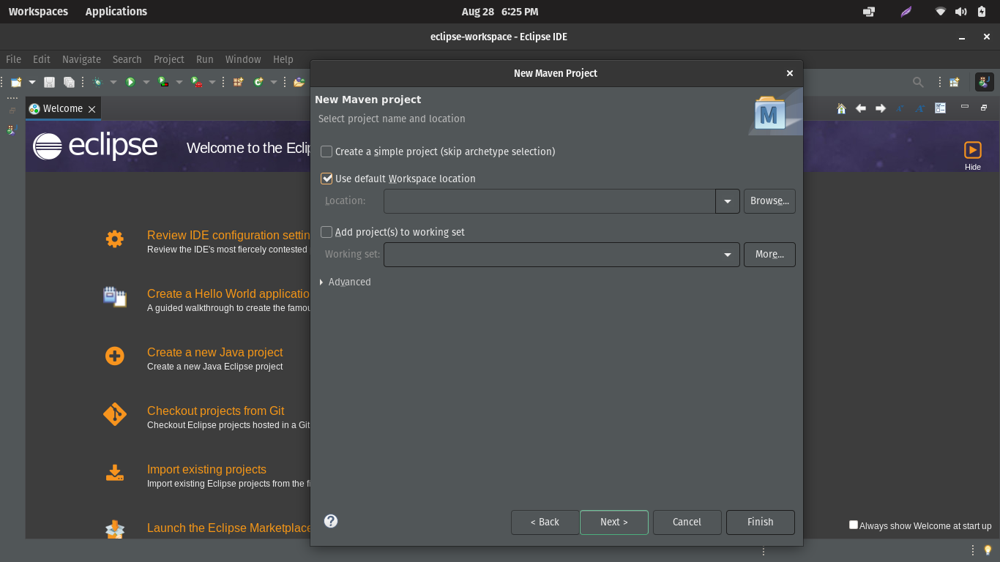 Workspaces Applications Aug 28 6:25 PM
eclipse-workspace - Eclipse IDE
File Edit Navigate Search Project Run Window Help
New Maven Project
Welcome
eclipse
Welcome to the Eclip
Hide
Review IDE configuration settin
Review the IDE's most fiercely contested
Create a Hello World applicatio
A guided walkthrough to create the famou
Create a new Java project
Create a new Java Eclipse project
Checkout projects from Git
Checkout Eclipse projects hosted in a Git
Import existing projects
Import existing Eclipse projects from the fi
Launch the Eclipse Marketplace
Always show Welcome at start up
New Maven project
Select project name and location
M
Create a simple project (skip archetype selection)
Use default Workspace location
Location: Browse...
Add project(s) to working set
Working set: More...
Advanced
? < Back Next > Cancel Finish